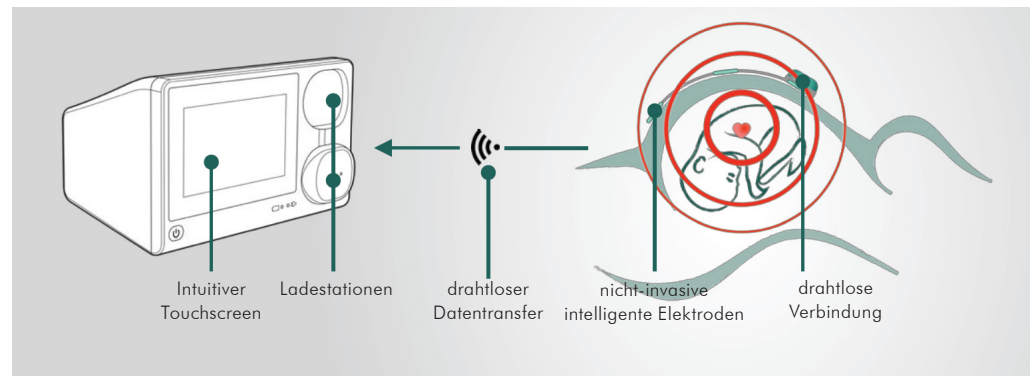 Intuitiver
Touchscreen
Ladestationen
drahtloser
Datentransfer
nicht-invasive
intelligente Elektroden
drahtlose
Verbindung